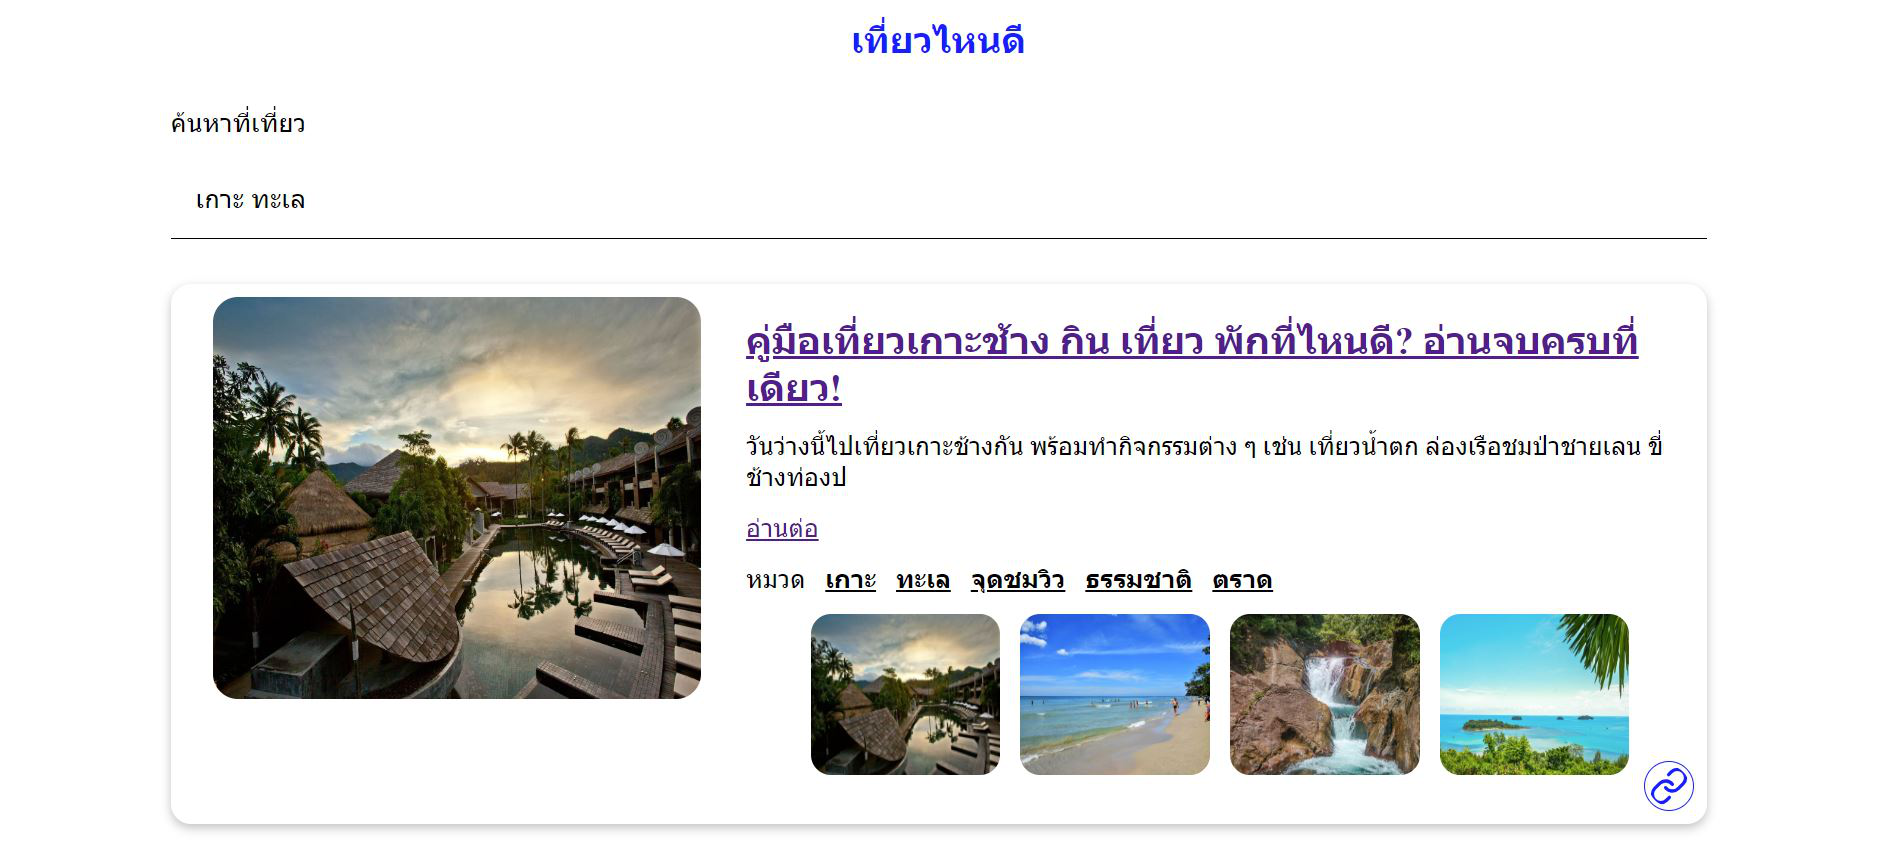 เที่ยวไหนดี
ค้นหาที่เที่ยว
เกาะ ทะเล
คู่มือเที่ยวเกาะช้าง กิน เที่ยว พักที่ไหนดี? อ่านจบครบที่
เดียว!
วันว่างนี้ไปเที่ยวเกาะช้างกัน พร้อมทำกิจกรรมต่าง ๆ เช่น เที่ยวน้ำตก ล่องเรือชมป่าชายเลน ขี่
ช้างท่องป
อ่านต่อ
หมวด เกาะ ทะเล จุดชมวิว ธรรมชาติ ตราด